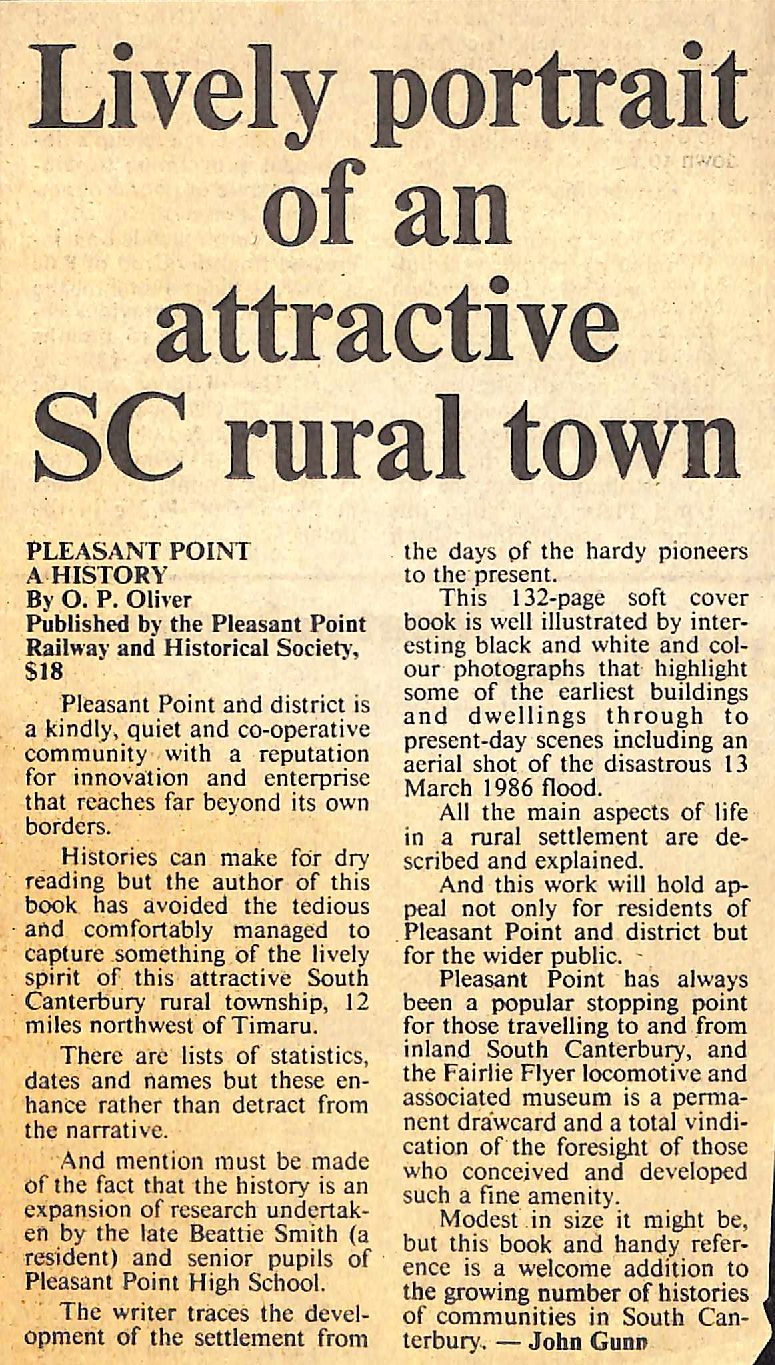 Lively portrait
of an
attractive
SC rural town
PLEASANT POINT
A HISTORY
By O. P. Oliver
Published by the Pleasant Point
Railway and Historical Society,
$18
Pleasant Point and district is
a kindly, quiet and co-operative
community with a reputation
for innovation and enterprise
that reaches far beyond its own
borders.
Histories can make for dry
reading but the author of this
book has avoided the tedious
and comfortably managed to
capture something of the lively
spirit of this attractive South
Canterbury rural township, 12
miles northwest of Timaru.
There are lists of statistics,
dates and names but these en-
hance rather than detract from
the narrative.
And mention must be made
of the fact that the history is an
expansion of research undertak-
en by the late Beattie Smith (a
resident) and senior pupils of
Pleasant Point High School.
The writer traces the devel-
opment of the settlement from
the days of the hardy pioneers
to the present.
This 132-page soft cover
book is well illustrated by inter-
esting black and white and col-
our photographs that highlight
some of the earliest buildings
and dwellings through to
present-day scenes including an
aerial shot of the disastrous 13
March 1986 flood.
All the main aspects of life
in a rural settlement are de-
scribed and explained.
And this work will hold ap-
peal not only for residents of
Pleasant Point and district but
for the wider public.
Pleasant Point has always
been a popular stopping point
for those travelling to and from
inland South Canterbury, and
the Fairlie Flyer locomotive and
associated museum is a perma-
nent drawcard and a total vindi-
cation of the foresight of those
who conceived and developed
such a fine amenity.
Modest in size it might be,
but this book and handy refer-
ence is a welcome addition to
the growing number of histories
of communities in South Can-
terbury. — John Gunn